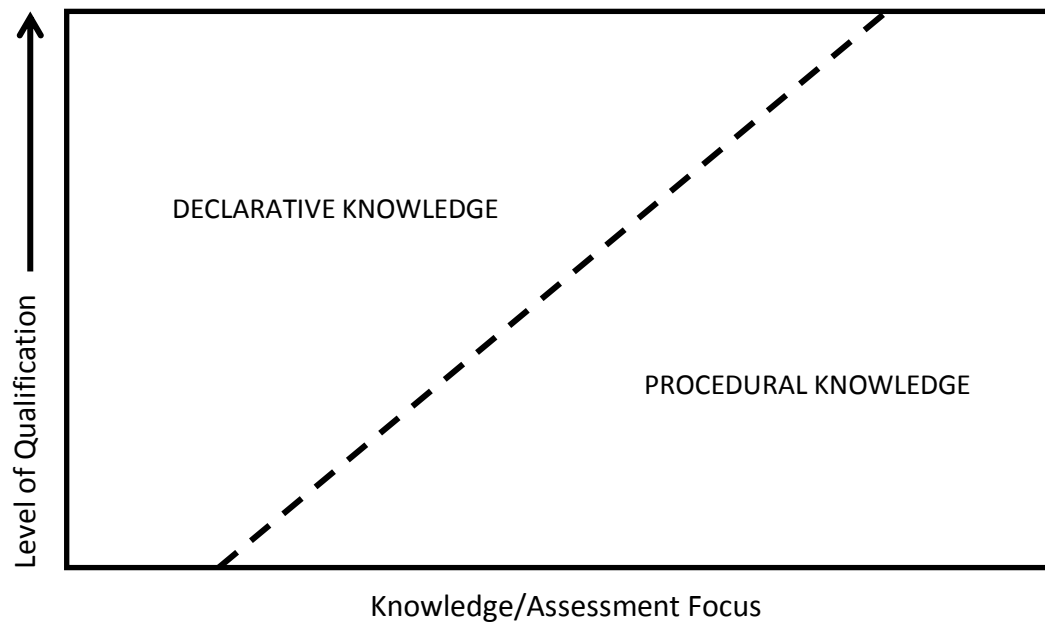 DECLARATIVE KNOWLEDGE
PROCEDURAL KNOWLEDGE
Level of Qualification
Knowledge/Assessment Focus